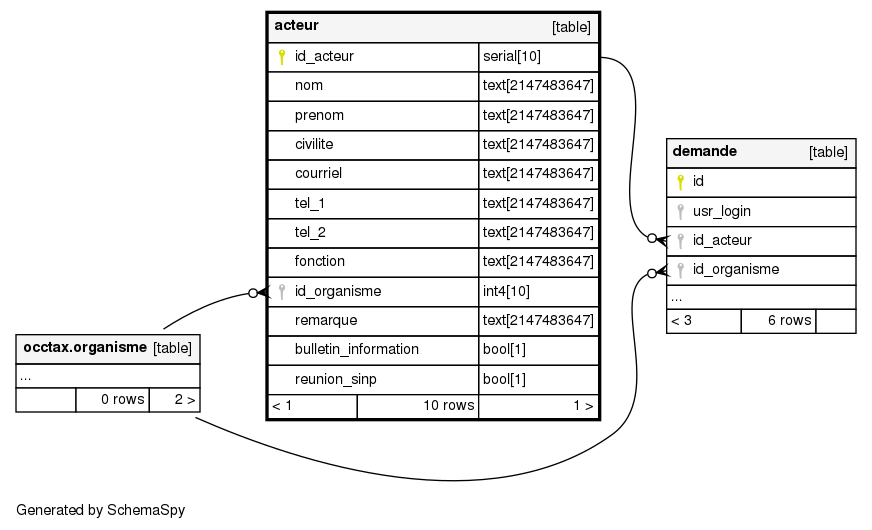 acteur [table]
id_acteur serial[10]
nom text[2147483647]
prenom text[2147483647]
civilite text[2147483647]
courriel text[2147483647]
tel_1 text[2147483647]
tel_2 text[2147483647]
fonction text[2147483647]
id_organisme int4[10]
remarque text[2147483647]
bulletin_information bool[1]
reunion_sinp bool[1]
< 1 10 rows 1 >
demande [table]
id
usr_login
id_acteur
id_organisme
...
< 3 6 rows
occtax.organisme [table]
...
0 rows 2 >
Generated by SchemaSpy